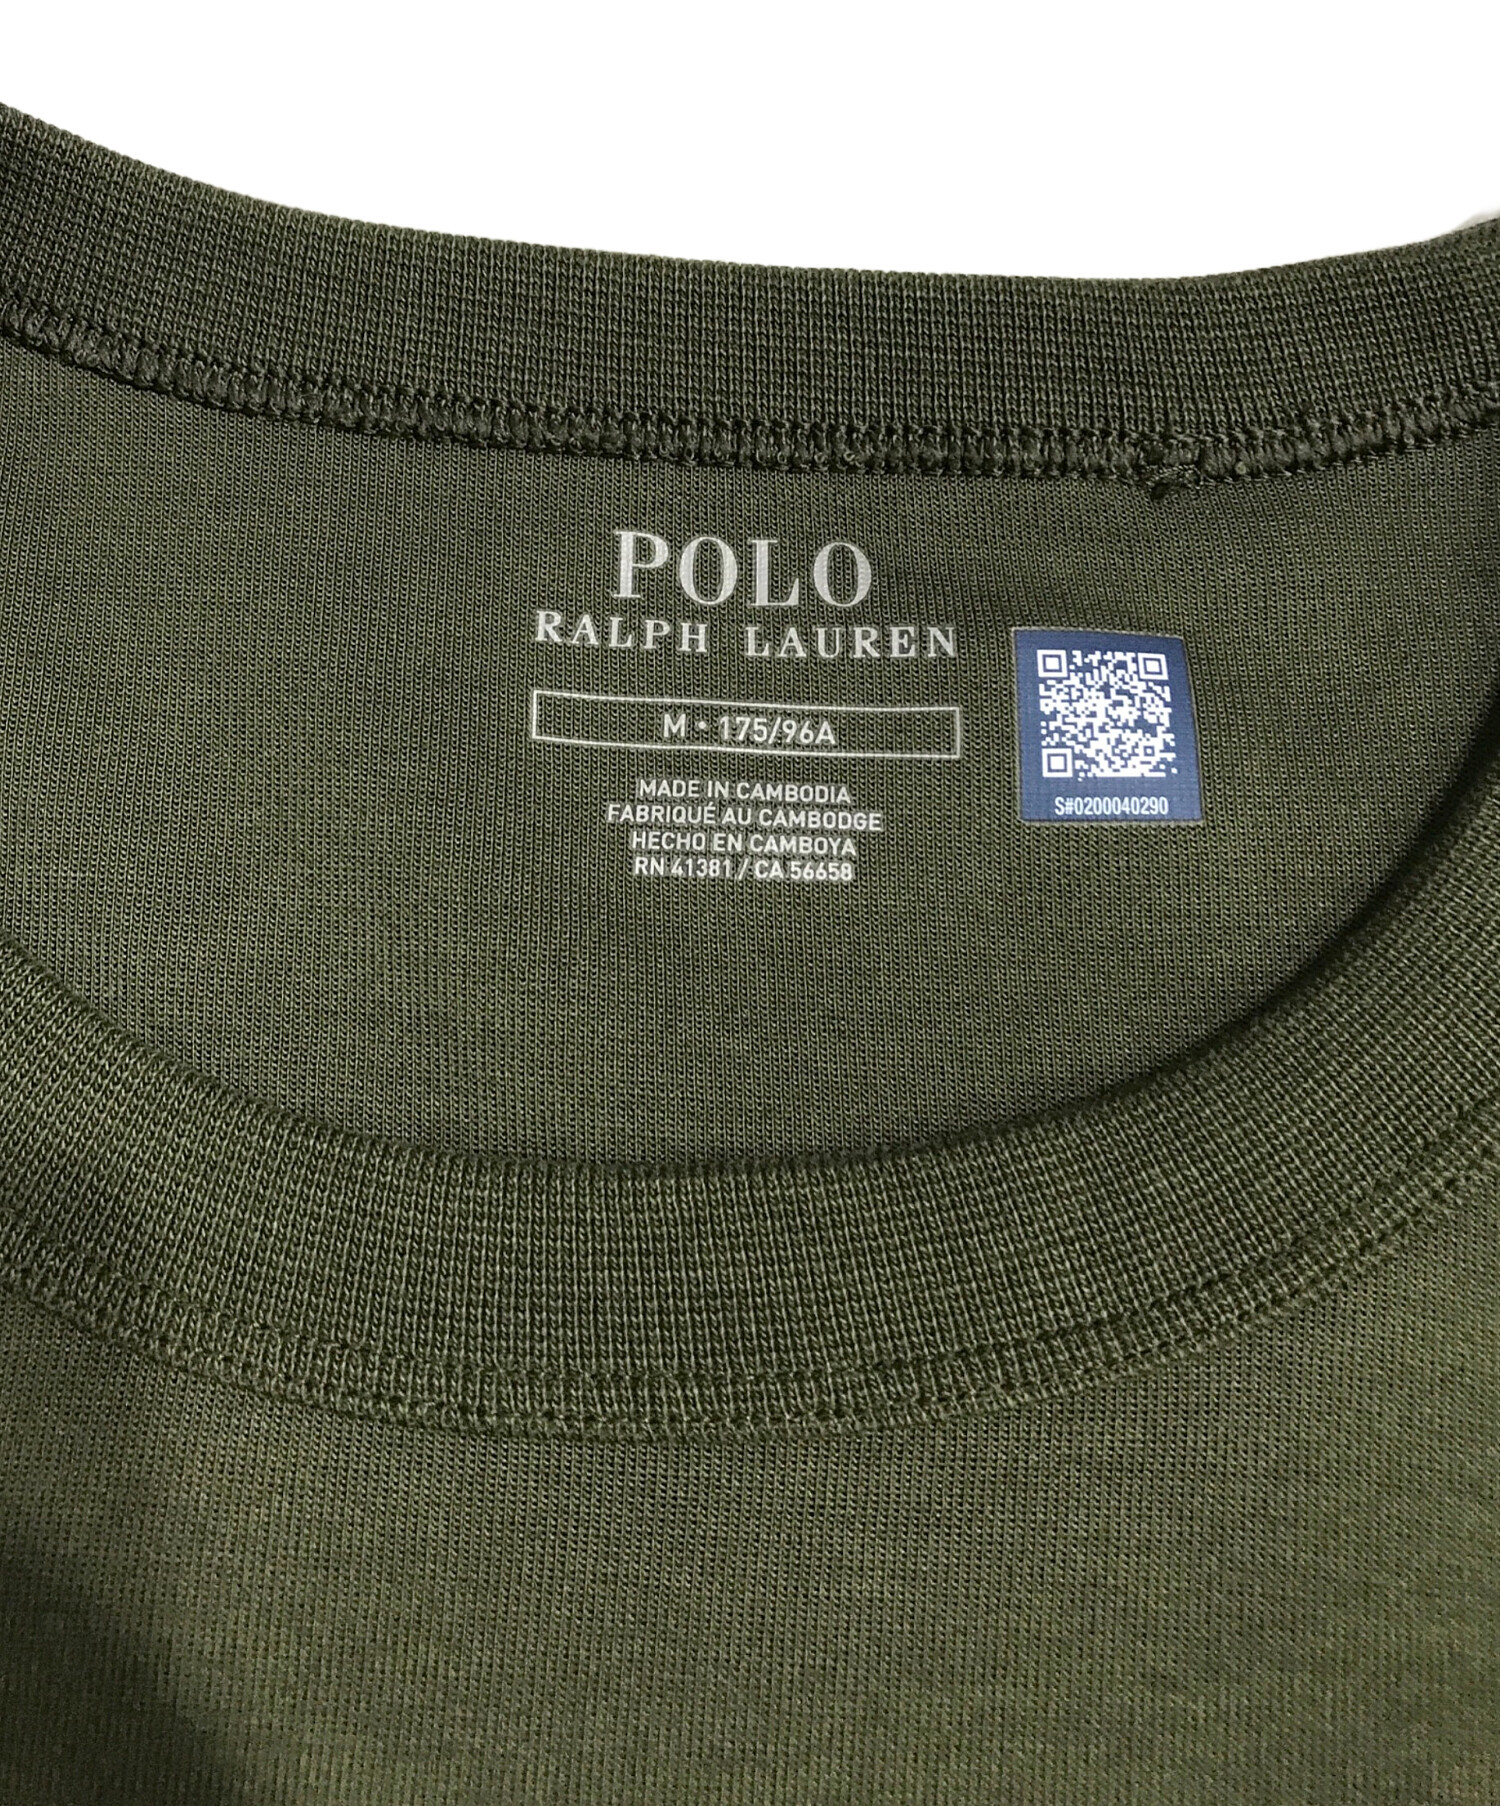 POLO
RALPH LAUREN
M • 175/96A
MADE IN CAMBODIA
FABRIQUÉ AU CAMBODGE
HECHO EN CAMBOYA
RN 41381 / CA 56658
S#0200040290